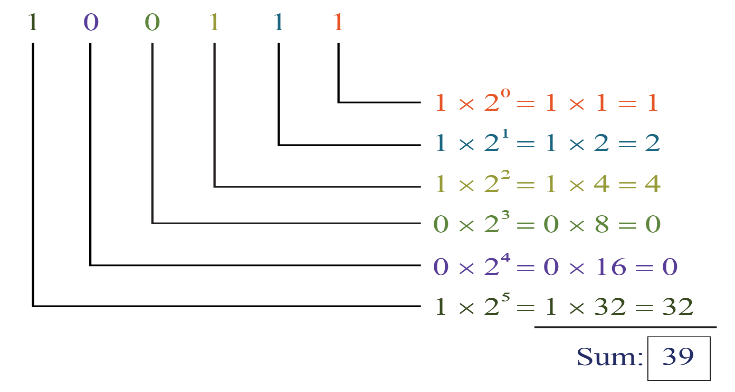 1 0 0 1 1 1
1 × 2⁰ = 1 × 1 = 1
1 × 2¹ = 1 × 2 = 2
1 × 2² = 1 × 4 = 4
0 × 2³ = 0 × 8 = 0
0 × 2⁴ = 0 × 16 = 0
1 × 2⁵ = 1 × 32 = 32
Sum: 39